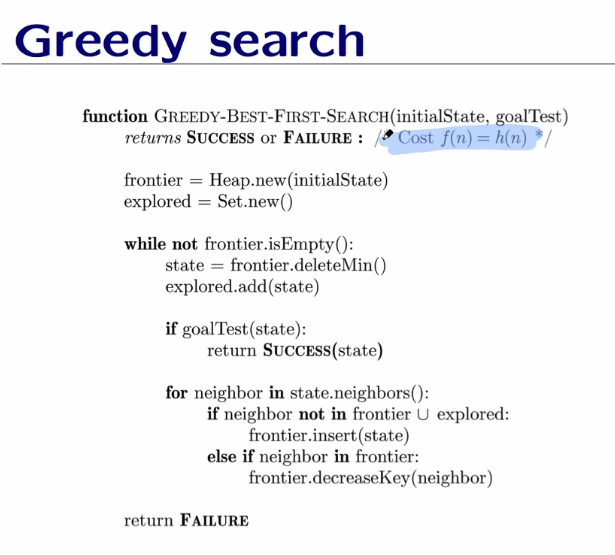 Greedy search
function GREEDY-BEST-FIRST-SEARCH(initialState, goalTest)
returns SUCCESS or FAILURE : /* Cost f(n) = h(n) */
frontier = Heap.new(initialState)
explored = Set.new()
while not frontier.isEmpty():
state = frontier.deleteMin()
explored.add(state)
if goalTest(state):
return SUCCESS(state)
for neighbor in state.neighbors():
if neighbor not in frontier ∪ explored:
frontier.insert(state)
else if neighbor in frontier:
frontier.decreaseKey(neighbor)
return FAILURE